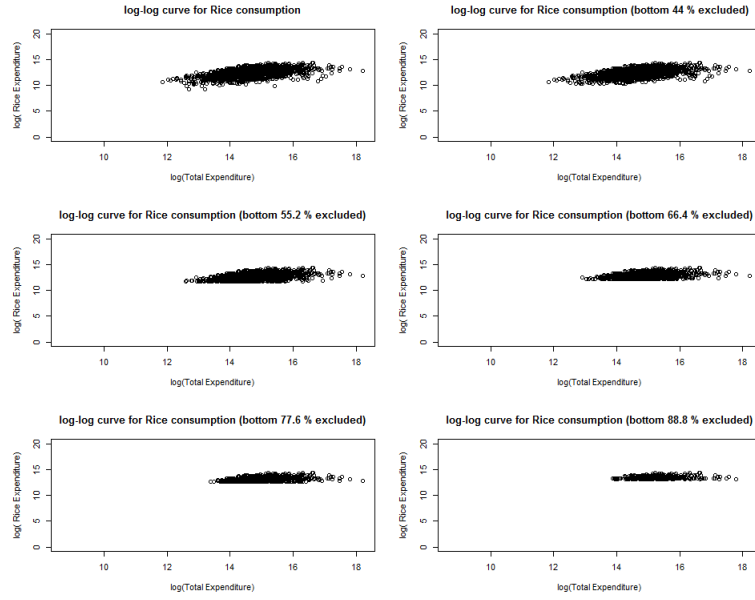 log-log curve for Rice consumption
log( Rice Expenditure)
0 5 10 15 20
10 12 14 16 18
log(Total Expenditure)
log-log curve for Rice consumption (bottom 44 % excluded)
log( Rice Expenditure)
0 5 10 15 20
10 12 14 16 18
log(Total Expenditure)
log-log curve for Rice consumption (bottom 55.2 % excluded)
log( Rice Expenditure)
0 5 10 15 20
10 12 14 16 18
log(Total Expenditure)
log-log curve for Rice consumption (bottom 66.4 % excluded)
log( Rice Expenditure)
0 5 10 15 20
10 12 14 16 18
log(Total Expenditure)
log-log curve for Rice consumption (bottom 77.6 % excluded)
log( Rice Expenditure)
0 5 10 15 20
10 12 14 16 18
log(Total Expenditure)
log-log curve for Rice consumption (bottom 88.8 % excluded)
log( Rice Expenditure)
0 5 10 15 20
10 12 14 16 18
log(Total Expenditure)